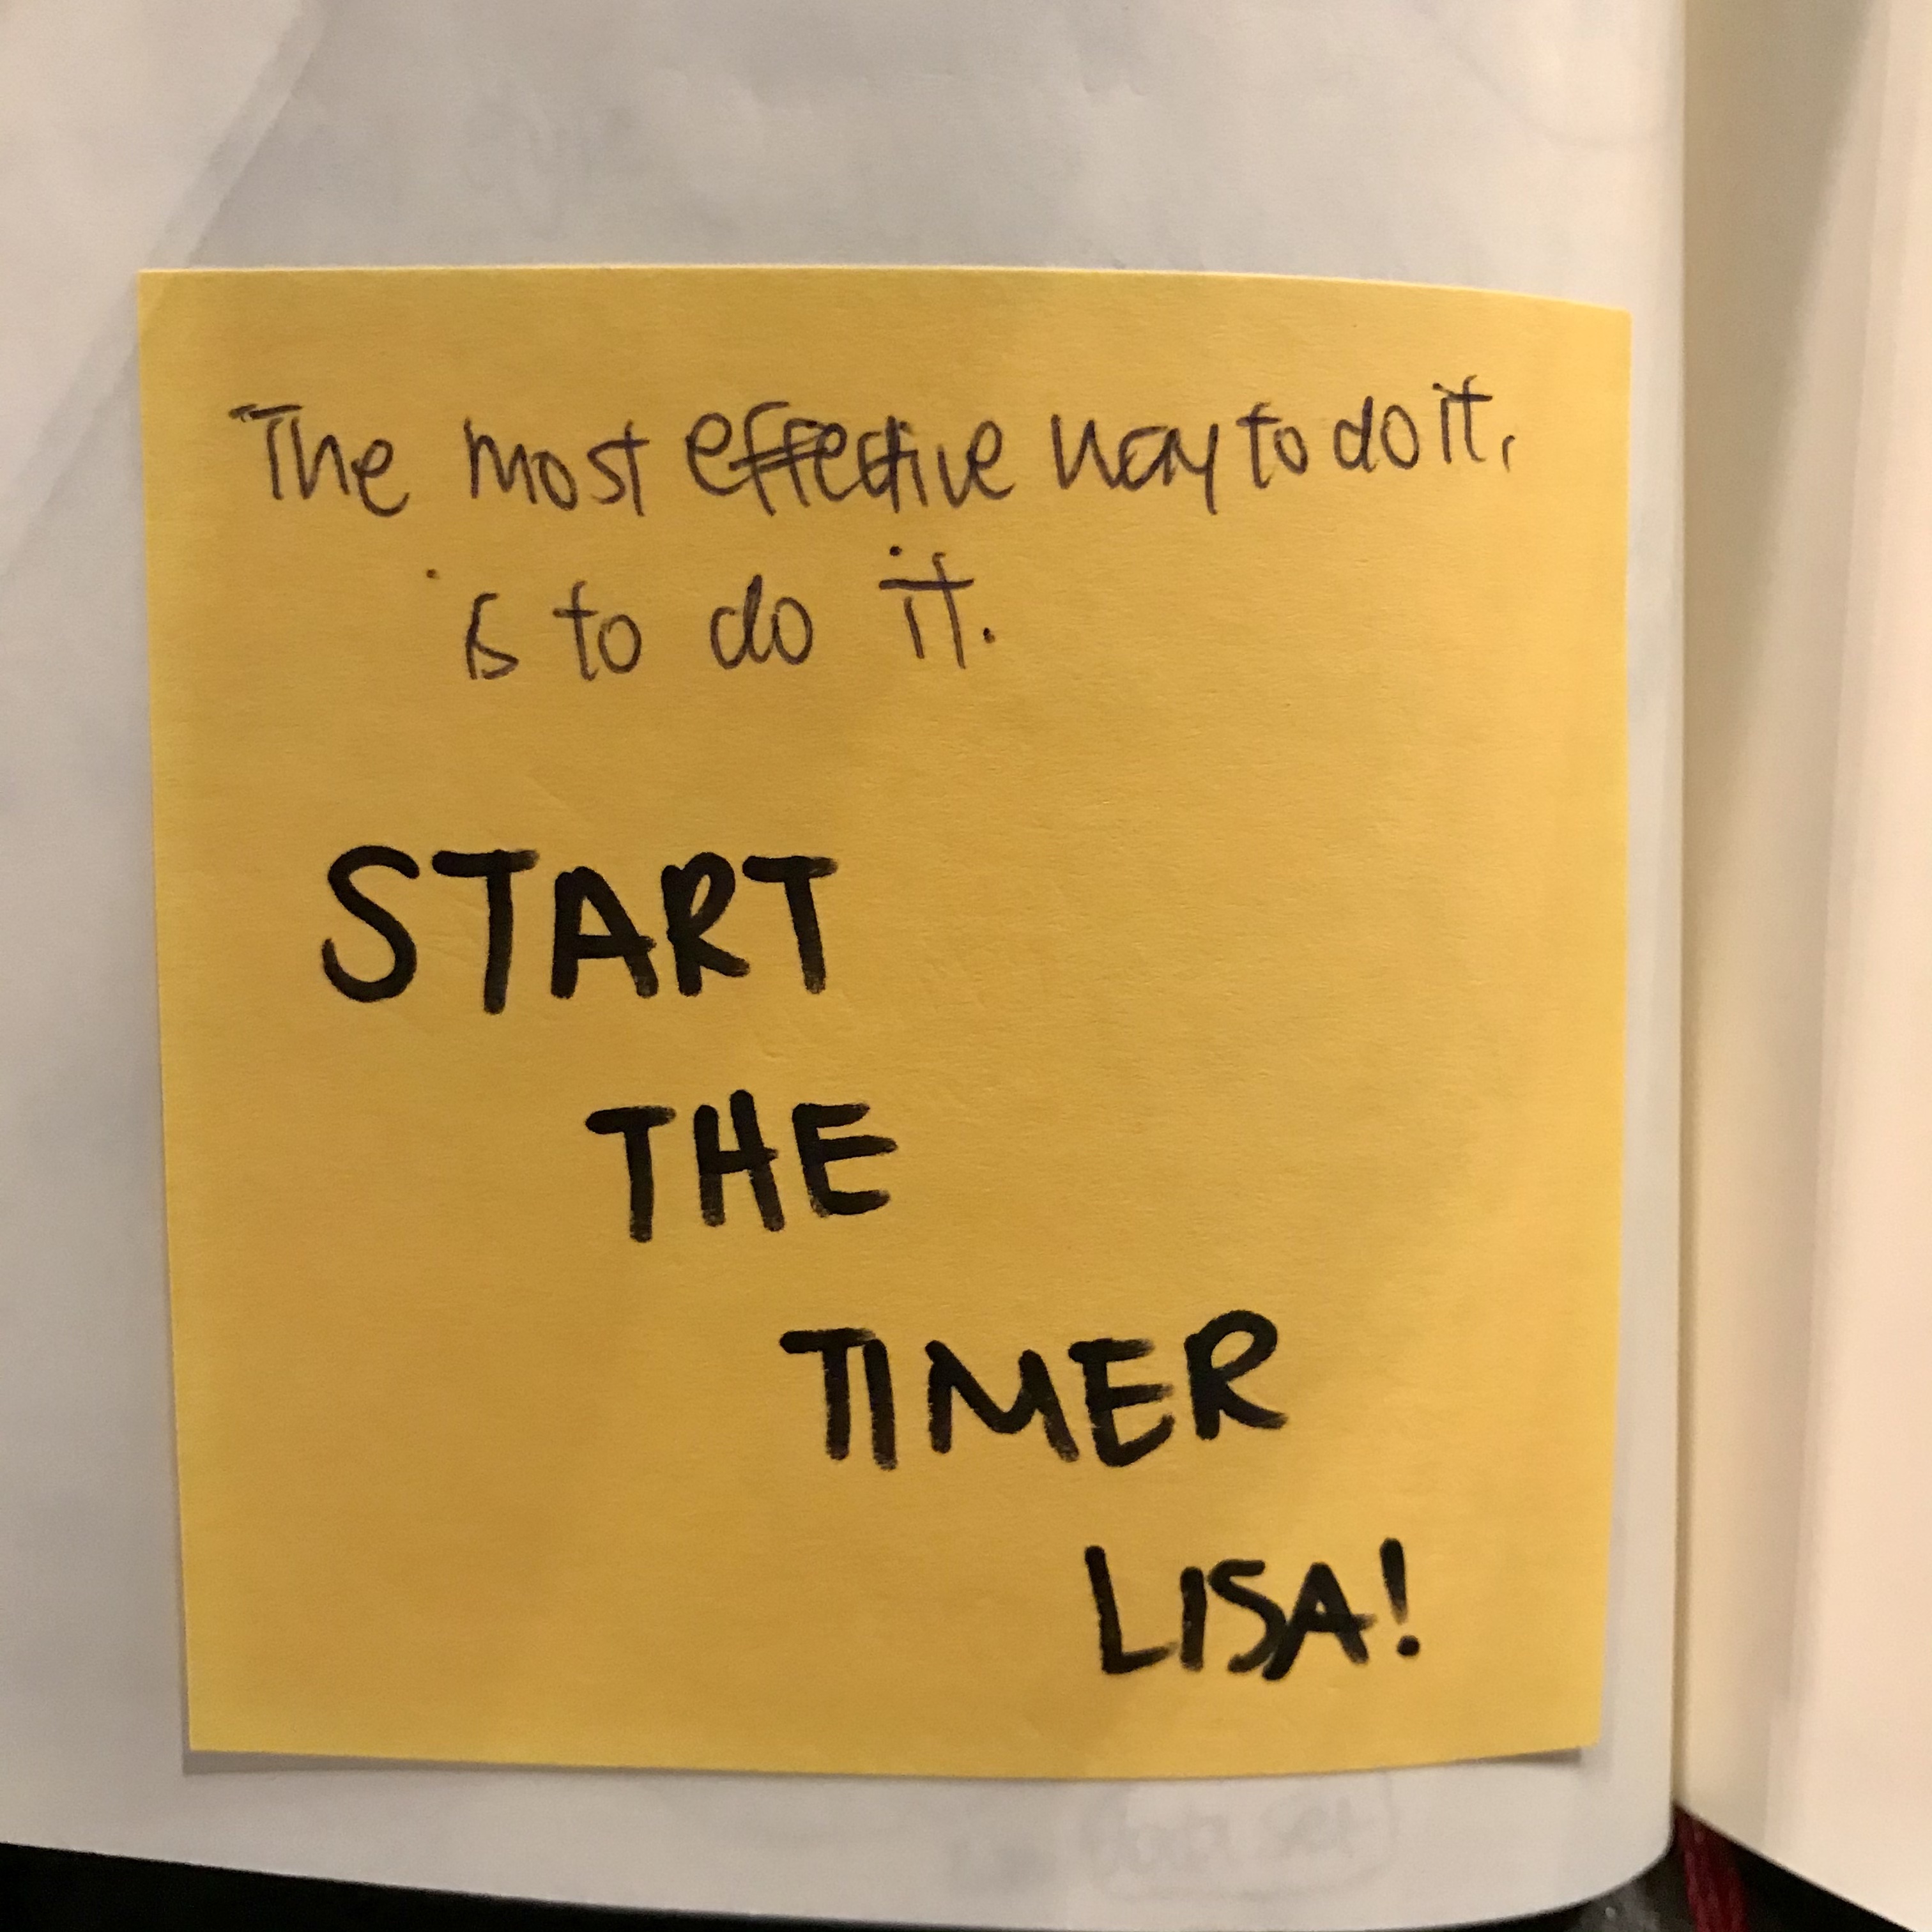 The most effective way to do it,
is to do it.
START
THE
TIMER
LISA!